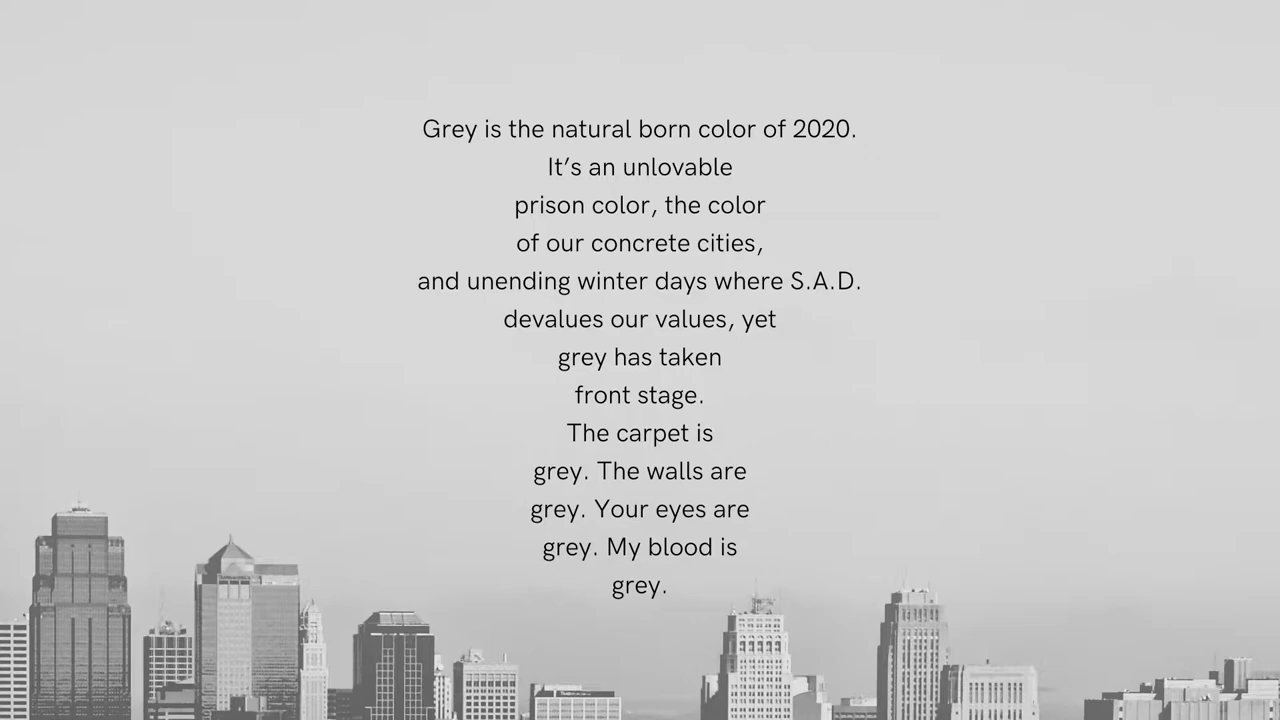 Grey is the natural born color of 2020.
It’s an unlovable
prison color, the color
of our concrete cities,
and unending winter days where S.A.D.
devalues our values, yet
grey has taken
front stage.
The carpet is
grey. The walls are
grey. Your eyes are
grey. My blood is
grey.